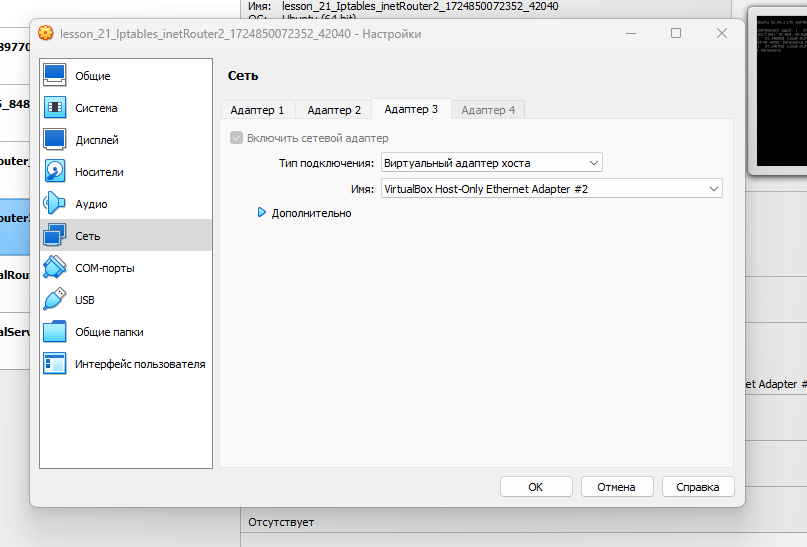 Имя: lesson_21_Iptables_inetRouter2_1724850072352_42040
ОС: Ubuntu (64-bit)
lesson_21_Iptables_inetRouter2_1724850072352_42040 - Настройки
89770
5_848
outer_
outer2
alRou
alServ
Общие
Система
Дисплей
Носители
Аудио
Сеть
COM-порты
USB
Общие папки
Интерфейс пользователя
Сеть
Адаптер 1 Адаптер 2 Адаптер 3 Адаптер 4
Включить сетевой адаптер
Тип подключения: Виртуальный адаптер хоста
Имя: VirtualBox Host-Only Ethernet Adapter #2
Дополнительно
et Adapter #
OK Отмена Справка
Отсутствует